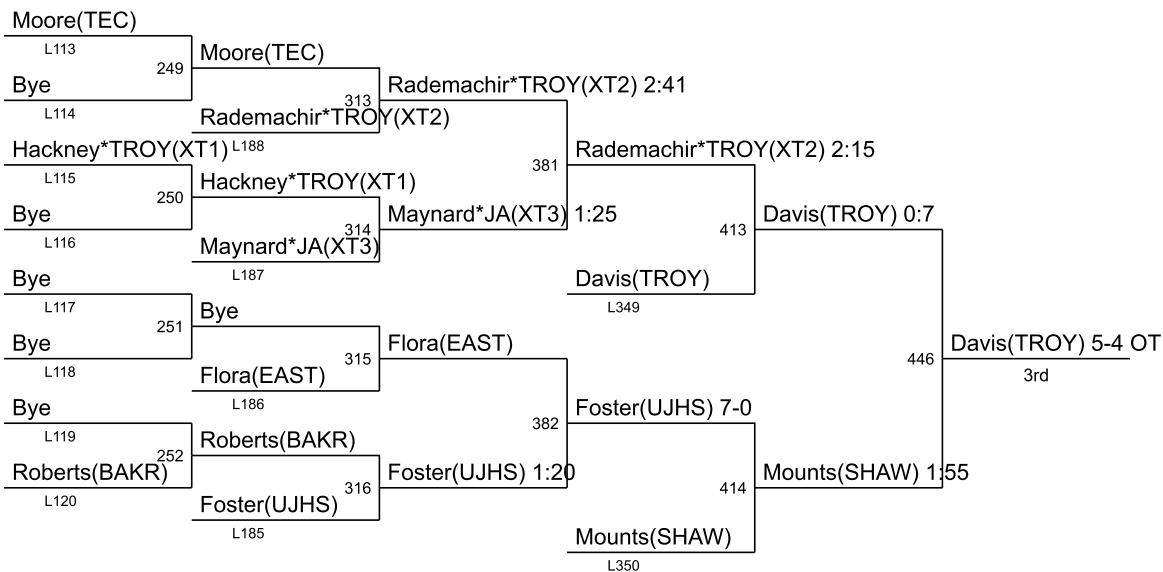 Moore(TEC)
L113
Moore(TEC)
249
Bye
Rademachir*TROY(XT2) 2:41
313
L114
Rademachir*TROY(XT2)
L188
Hackney*TROY(XT1)
Rademachir*TROY(XT2) 2:15
381
L115
Hackney*TROY(XT1)
250
Bye
Maynard*JA(XT3) 1:25
Davis(TROY) 0:7
314
413
L116
Maynard*JA(XT3)
L187
Bye
Davis(TROY)
L117
L349
Bye
251
Bye
Flora(EAST)
Davis(TROY) 5-4 OT
315
446
L118
Flora(EAST)
3rd
L186
Bye
Foster(UJHS) 7-0
382
L119
Roberts(BAKR)
252
Roberts(BAKR)
Foster(UJHS) 1:20
Mounts(SHAW) 1:55
316
414
L120
Foster(UJHS)
L185
Mounts(SHAW)
L350